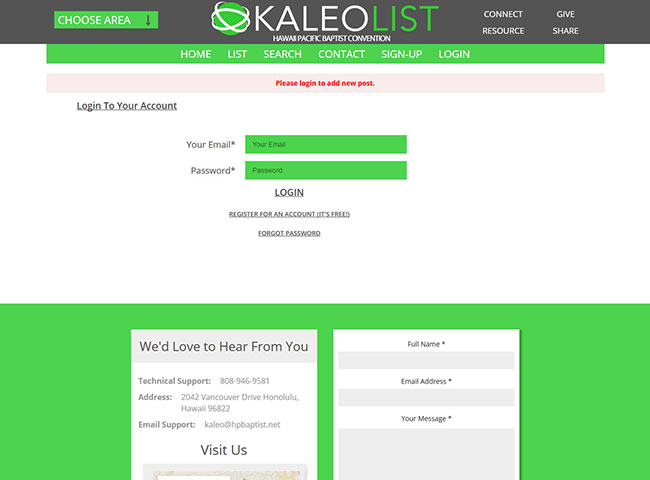 CHOOSE AREA
KALEOLIST
HAWAII PACIFIC BAPTIST CONVENTION
CONNECT GIVE
RESOURCE SHARE
HOME LIST SEARCH CONTACT SIGN-UP LOGIN
Please login to add new post.
Login To Your Account
Your Email* Your Email
Password* Password
LOGIN
REGISTER FOR AN ACCOUNT (IT'S FREE!)
FORGOT PASSWORD
We'd Love to Hear From You
Technical Support: 808-946-9581
Address: 2042 Vancouver Drive Honolulu,
Hawaii 96822
Email Support: kaleo@hpbaptist.net
Visit Us
Full Name *
Email Address *
Your Message *